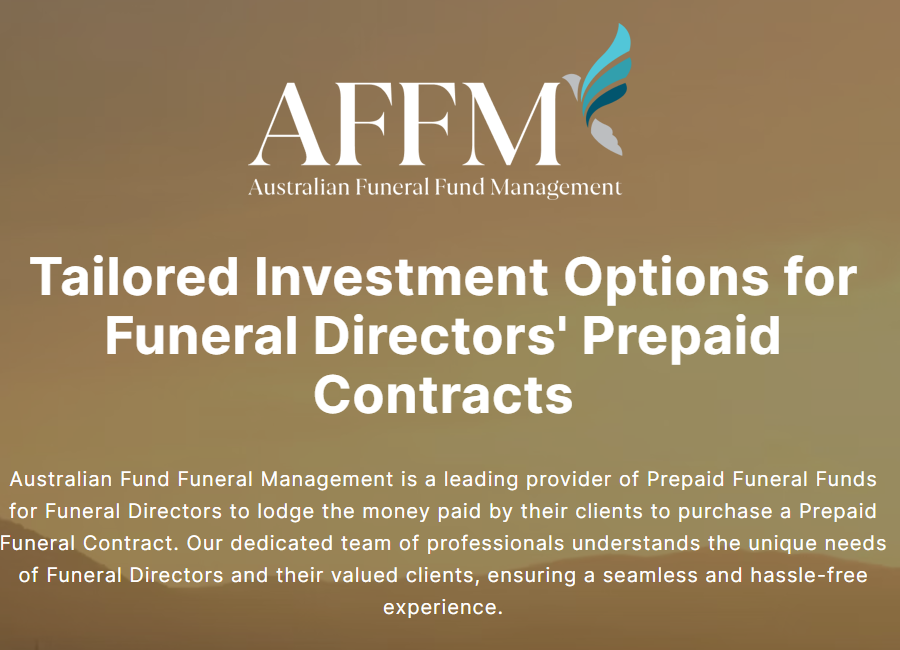 AFFM
Australian Funeral Fund Management
Tailored Investment Options for
Funeral Directors' Prepaid
Contracts
Australian Fund Funeral Management is a leading provider of Prepaid Funeral Funds
for Funeral Directors to lodge the money paid by their clients to purchase a Prepaid
Funeral Contract. Our dedicated team of professionals understands the unique needs
of Funeral Directors and their valued clients, ensuring a seamless and hassle-free
experience.